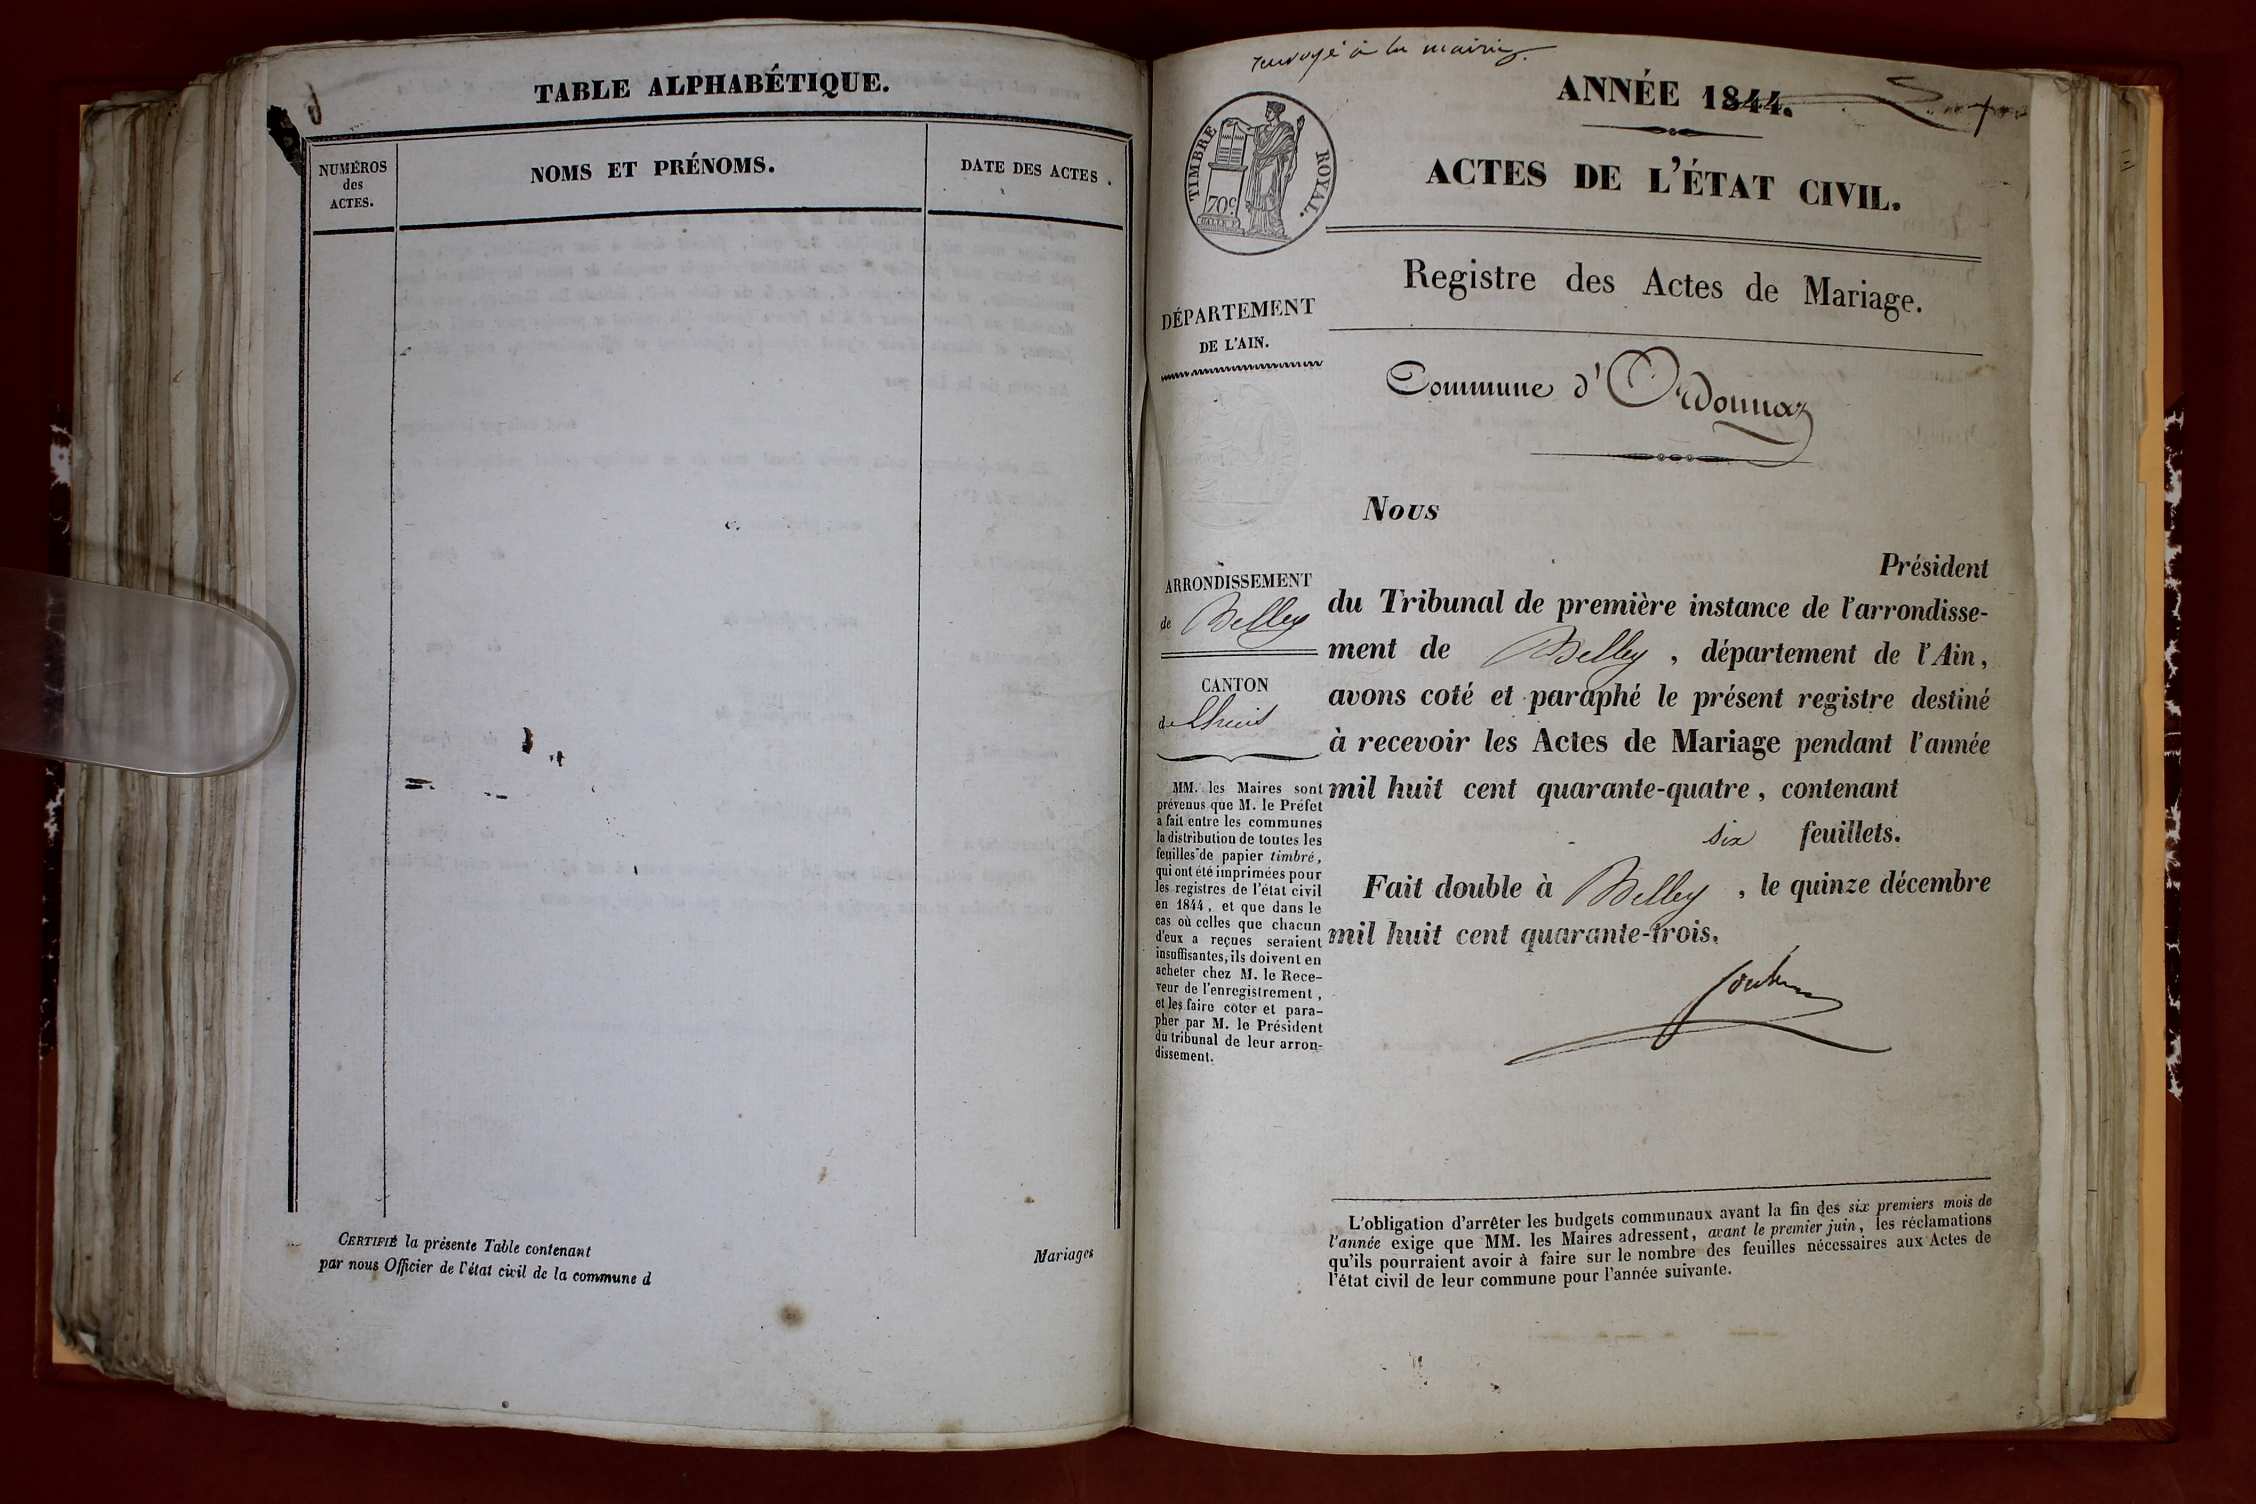 TABLE ALPHABÉTIQUE.
NUMÉROS
des
ACTES.
NOMS ET PRÉNOMS.
DATE DES ACTES.
CERTIFIÉ la présente Table contenant
par nous Officier de l'état civil de la commune d
Mariages
renvoyé à la mairie.
ANNÉE 1844.
TIMBRE ROYAL.
70c
ACTES DE L'ÉTAT CIVIL.
Registre des Actes de Mariage.
DÉPARTEMENT
DE L'AIN.
Commune d'Ordonnaz
Nous
Président
ARRONDISSEMENT
de Belley
CANTON
de Lhuis
MM. les Maires sont
prévenus que M. le Préfet
a fait entre les communes
la distribution de toutes les
feuilles de papier timbré,
qui ont été imprimées pour
les registres de l'état civil
en 1844, et que dans le
cas où celles que chacun
d'eux a reçues seraient
insuffisantes, ils doivent en
acheter chez M. le Rece-
veur de l'enregistrement,
et les faire coter et para-
pher par M. le Président
du tribunal de leur arron-
dissement.
du Tribunal de première instance de l'arrondisse-
ment de Belley, département de l'Ain,
avons coté et paraphé le présent registre destiné
à recevoir les Actes de Mariage pendant l'année
mil huit cent quarante-quatre, contenant
six feuillets.
Fait double à Belley, le quinze décembre
mil huit cent quarante-trois.
L'obligation d'arrêter les budgets communaux avant la fin des six premiers mois de
l'année exige que MM. les Maires adressent, avant le premier juin, les réclamations
qu'ils pourraient avoir à faire sur le nombre des feuilles nécessaires aux Actes de
l'état civil de leur commune pour l'année suivante.